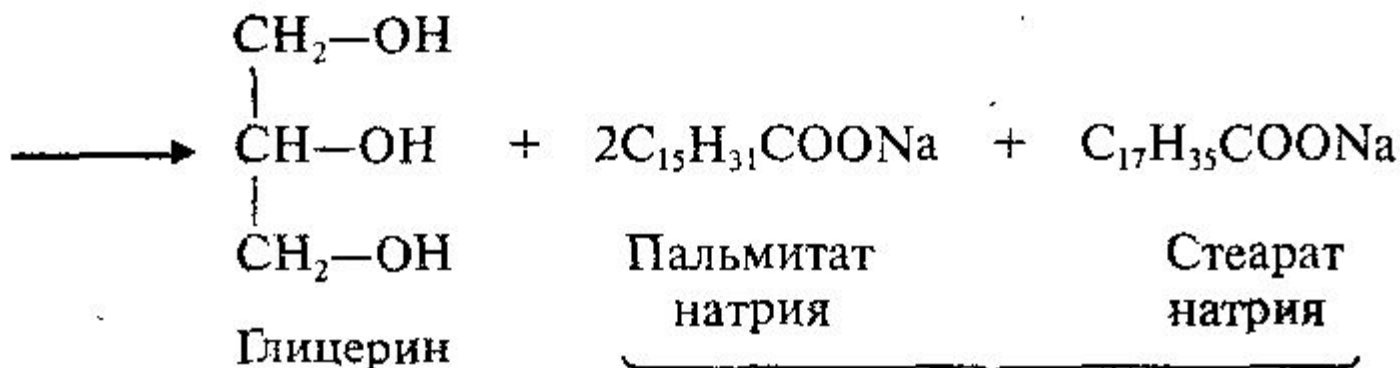 CH₂—OH
CH—OH + 2C₁₅H₃₁COONa + C₁₇H₃₅COONa
CH₂—OH Пальмитат Стеарат
натрия натрия
Глицерин